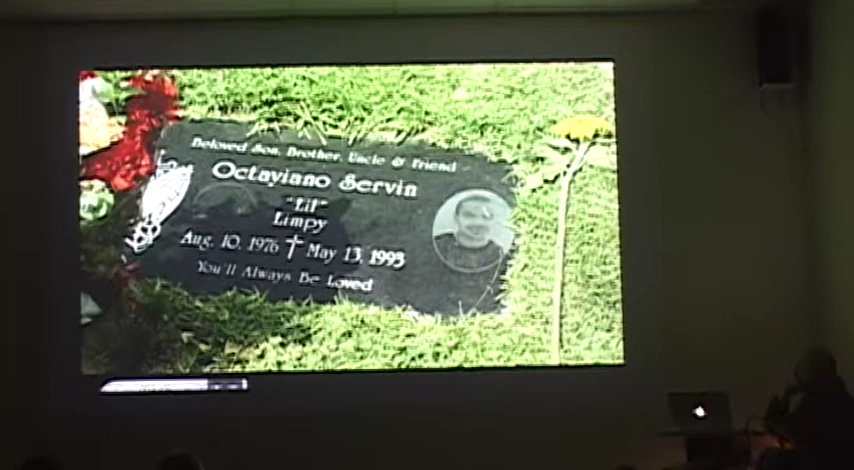 Beloved Son, Brother, Uncle & Friend
Octaviano Servin
"Lil"
Limpy
Aug. 10, 1976 † May 13, 1993
You'll Always Be Loved